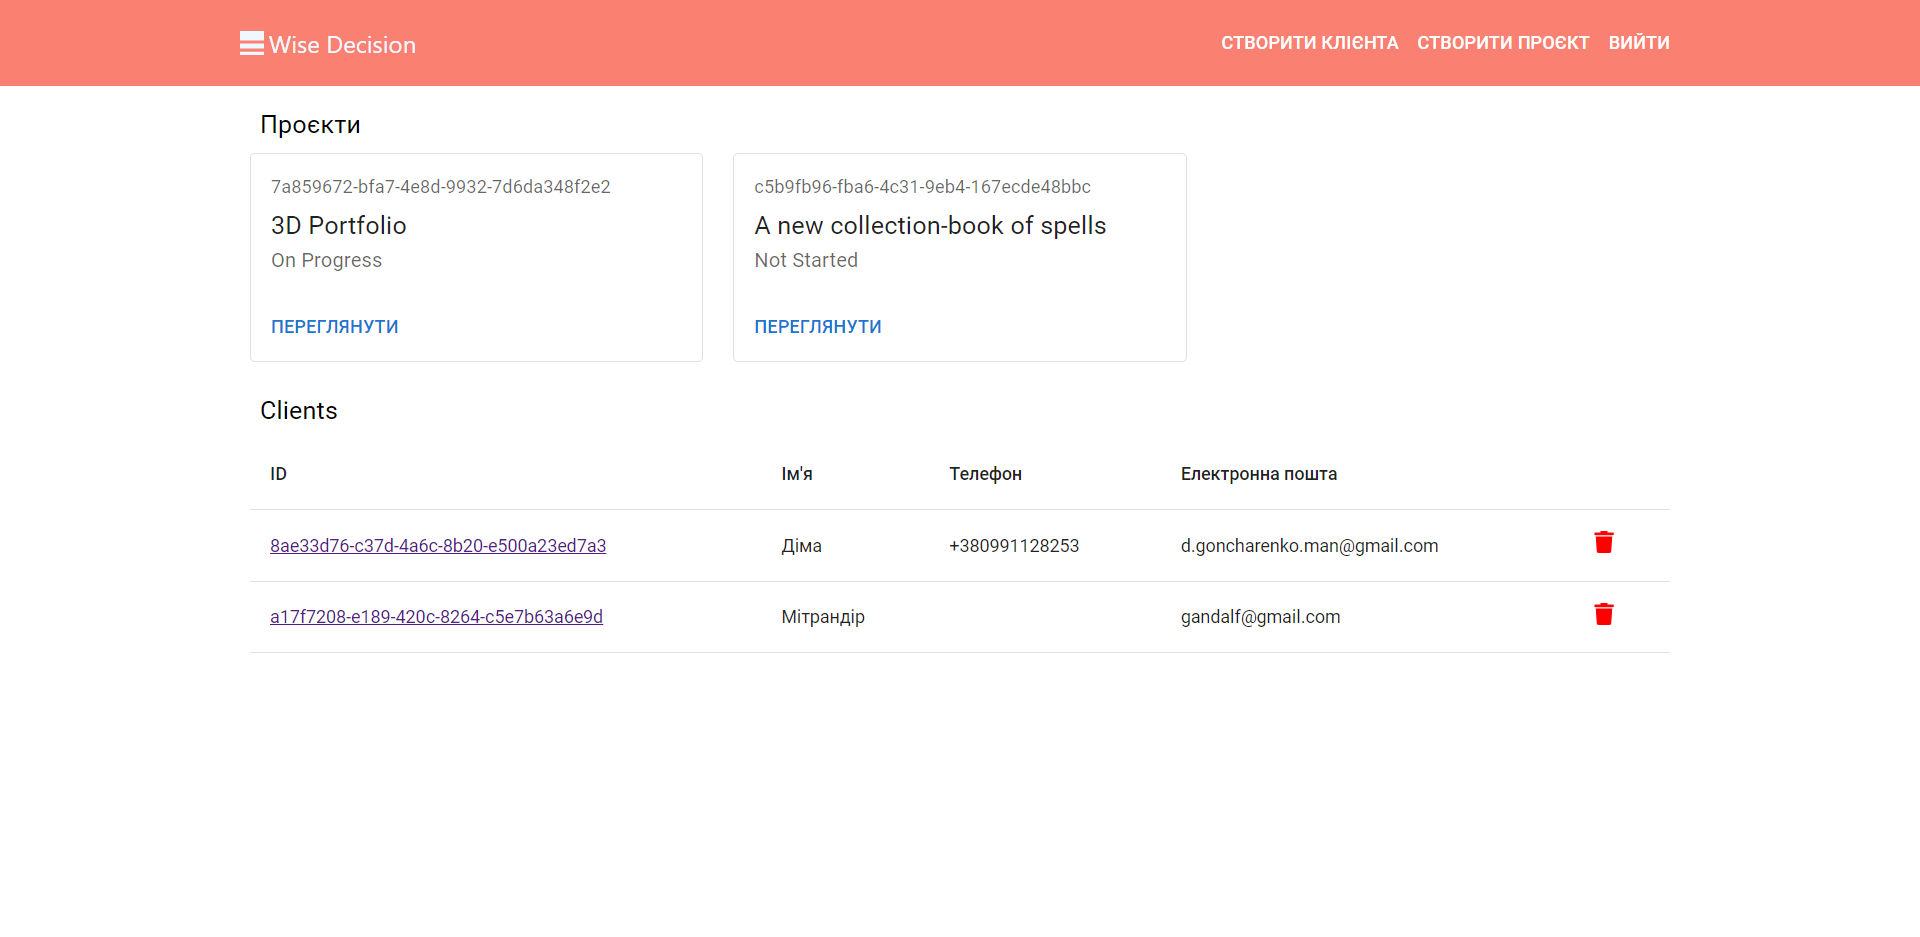 Wise Decision
СТВОРИТИ КЛІЄНТА СТВОРИТИ ПРОЄКТ ВИЙТИ
Проєкти
7a859672-bfa7-4e8d-9932-7d6da348f2e2
3D Portfolio
On Progress
ПЕРЕГЛЯНУТИ
c5b9fb96-fba6-4c31-9eb4-167ecde48bbc
A new collection-book of spells
Not Started
ПЕРЕГЛЯНУТИ
Clients
ID Ім'я Телефон Електронна пошта
8ae33d76-c37d-4a6c-8b20-e500a23ed7a3 Діма +380991128253 d.goncharenko.man@gmail.com
a17f7208-e189-420c-8264-c5e7b63a6e9d Мітрандір gandalf@gmail.com